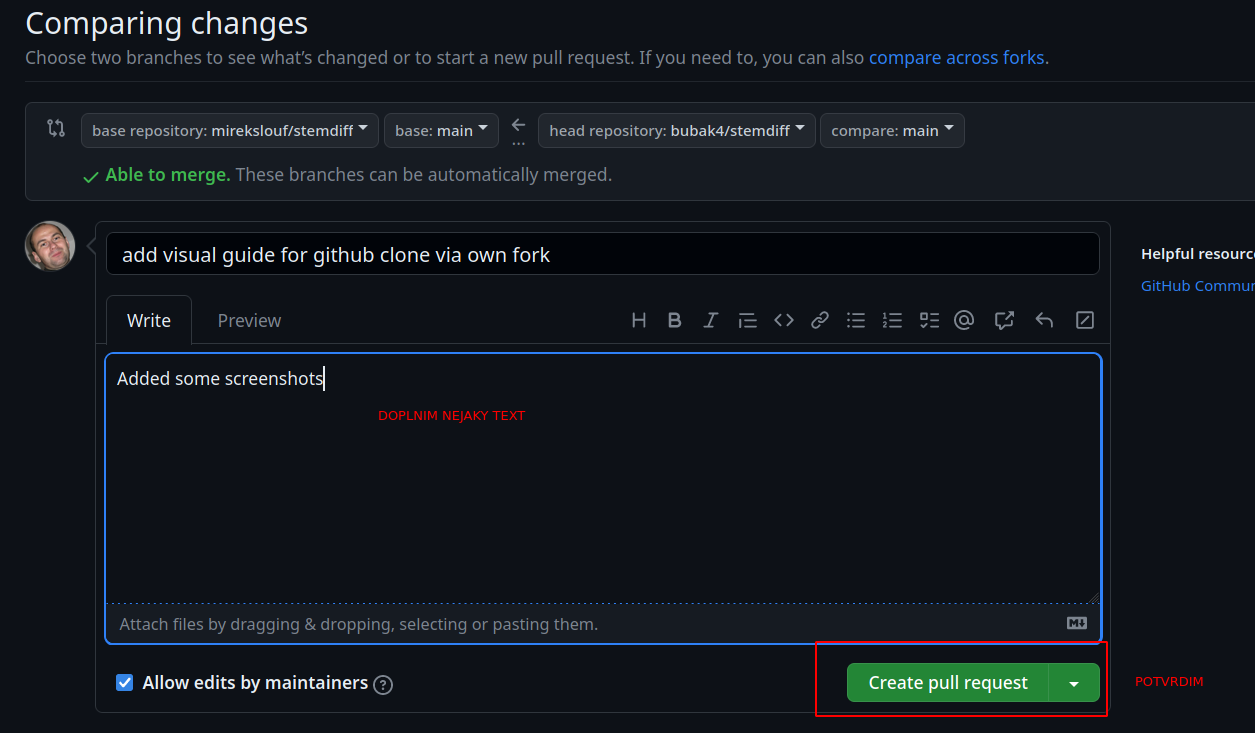 Comparing changes
Choose two branches to see what’s changed or to start a new pull request. If you need to, you can also compare across forks.
base repository: mirekslouf/stemdiff base: main ... head repository: bubak4/stemdiff compare: main
Able to merge. These branches can be automatically merged.
add visual guide for github clone via own fork
Helpful
GitHub
Write Preview
Added some screenshots
DOPLNIM NEJAKY TEXT
Attach files by dragging & dropping, selecting or pasting them.
Allow edits by maintainers
Create pull request
POTVRDIM